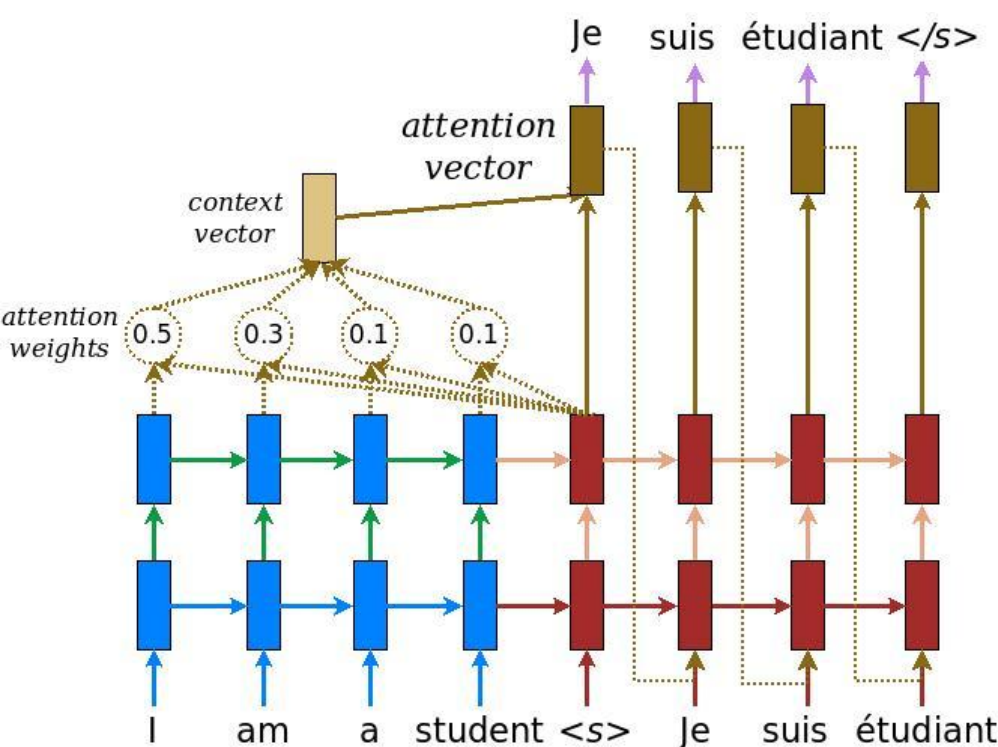 Je suis étudiant </s>
attention
vector
context
vector
attention
weights
0.5 0.3 0.1 0.1
I am a student <s> Je suis étudiant